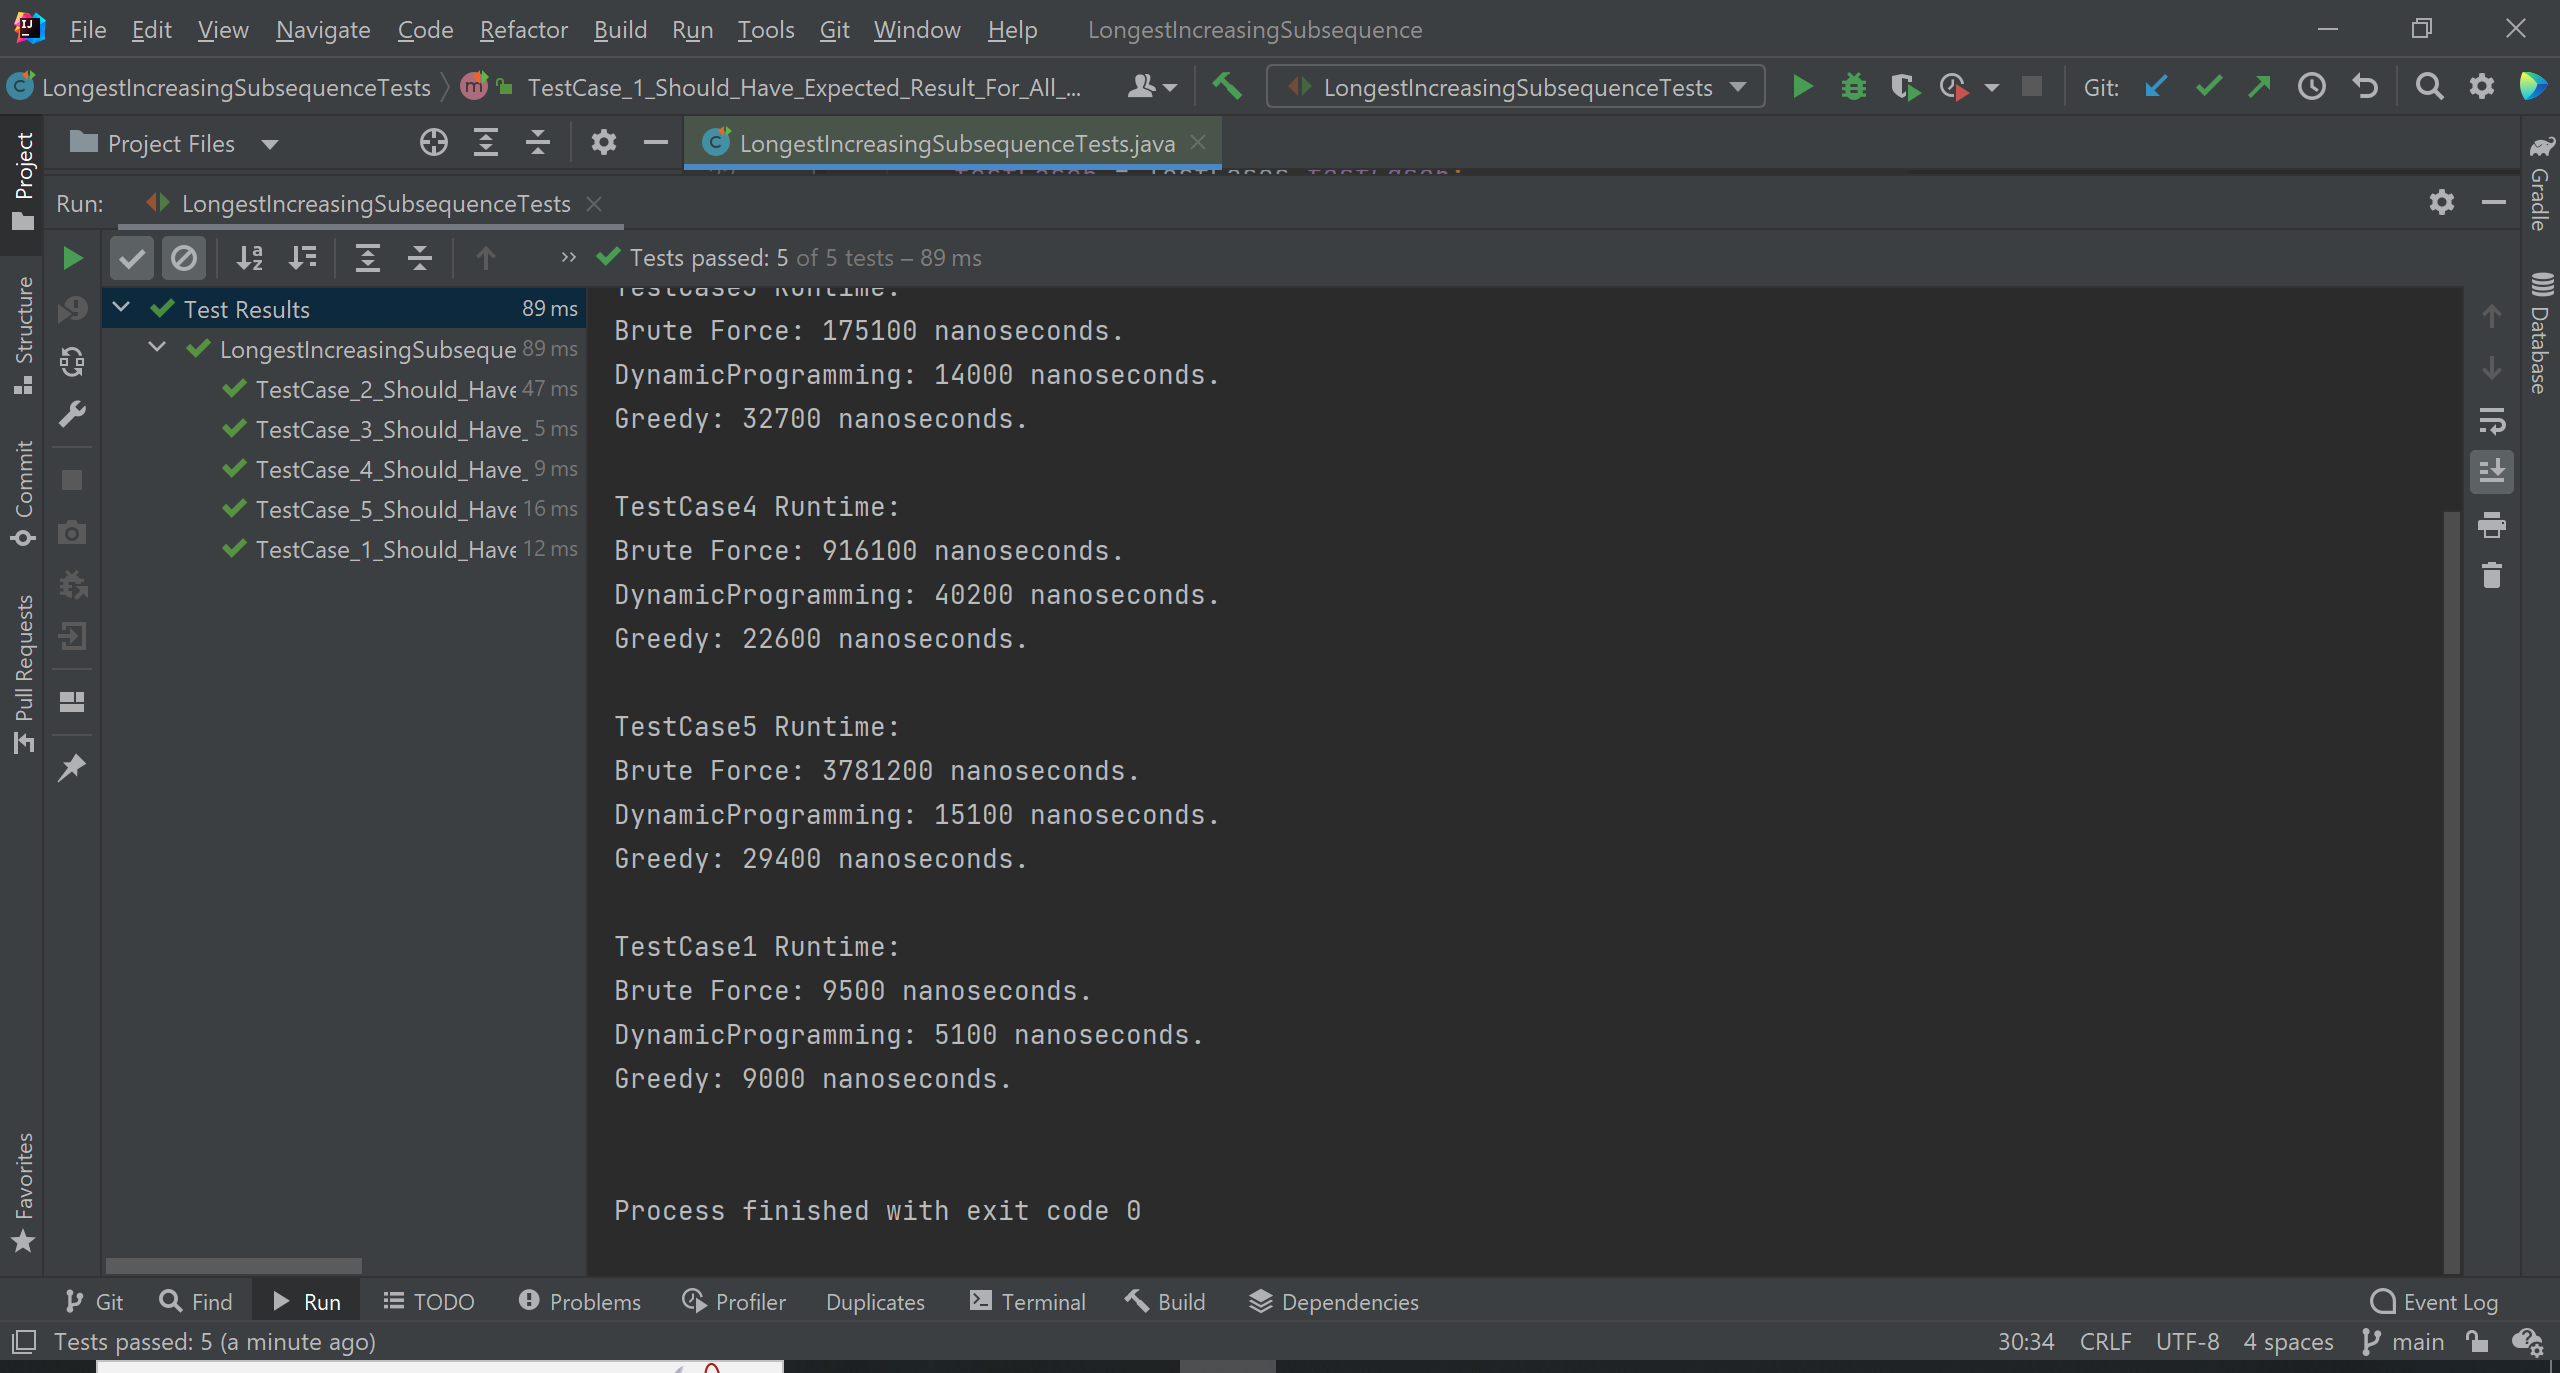 File Edit View Navigate Code Refactor Build Run Tools Git Window Help LongestIncreasingSubsequence
LongestIncreasingSubsequenceTests TestCase_1_Should_Have_Expected_Result_For_All_... LongestIncreasingSubsequenceTests Git:
Project Files LongestIncreasingSubsequenceTests.java
Run: LongestIncreasingSubsequenceTests
Tests passed: 5 of 5 tests – 89 ms
Test Results 89 ms
LongestIncreasingSubseque 89 ms
TestCase_2_Should_Have 47 ms
TestCase_3_Should_Have_ 5 ms
TestCase_4_Should_Have_ 9 ms
TestCase_5_Should_Have 16 ms
TestCase_1_Should_Have 12 ms
Runtime:
Brute Force: 175100 nanoseconds.
DynamicProgramming: 14000 nanoseconds.
Greedy: 32700 nanoseconds.
TestCase4 Runtime:
Brute Force: 916100 nanoseconds.
DynamicProgramming: 40200 nanoseconds.
Greedy: 22600 nanoseconds.
TestCase5 Runtime:
Brute Force: 3781200 nanoseconds.
DynamicProgramming: 15100 nanoseconds.
Greedy: 29400 nanoseconds.
TestCase1 Runtime:
Brute Force: 9500 nanoseconds.
DynamicProgramming: 5100 nanoseconds.
Greedy: 9000 nanoseconds.
Process finished with exit code 0
Project
Structure
Commit
Pull Requests
Favorites
Gradle
Database
Git Find Run TODO Problems Profiler Duplicates Terminal Build Dependencies Event Log
Tests passed: 5 (a minute ago) 30:34 CRLF UTF-8 4 spaces main